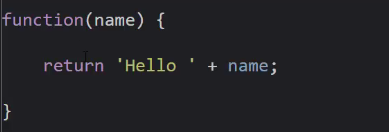 function(name) {
return 'Hello ' + name;
}